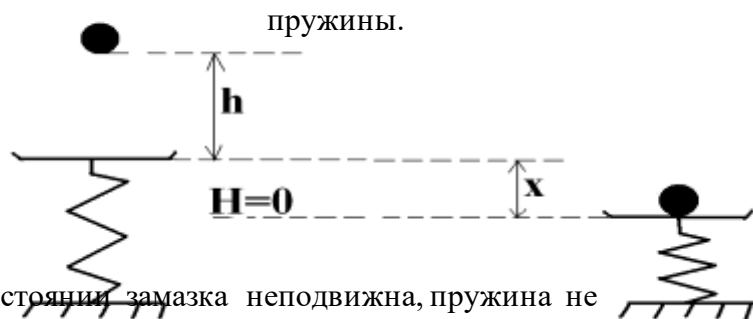 пружины.
h
H=0
x
стоянии замазка неподвижна, пружина не